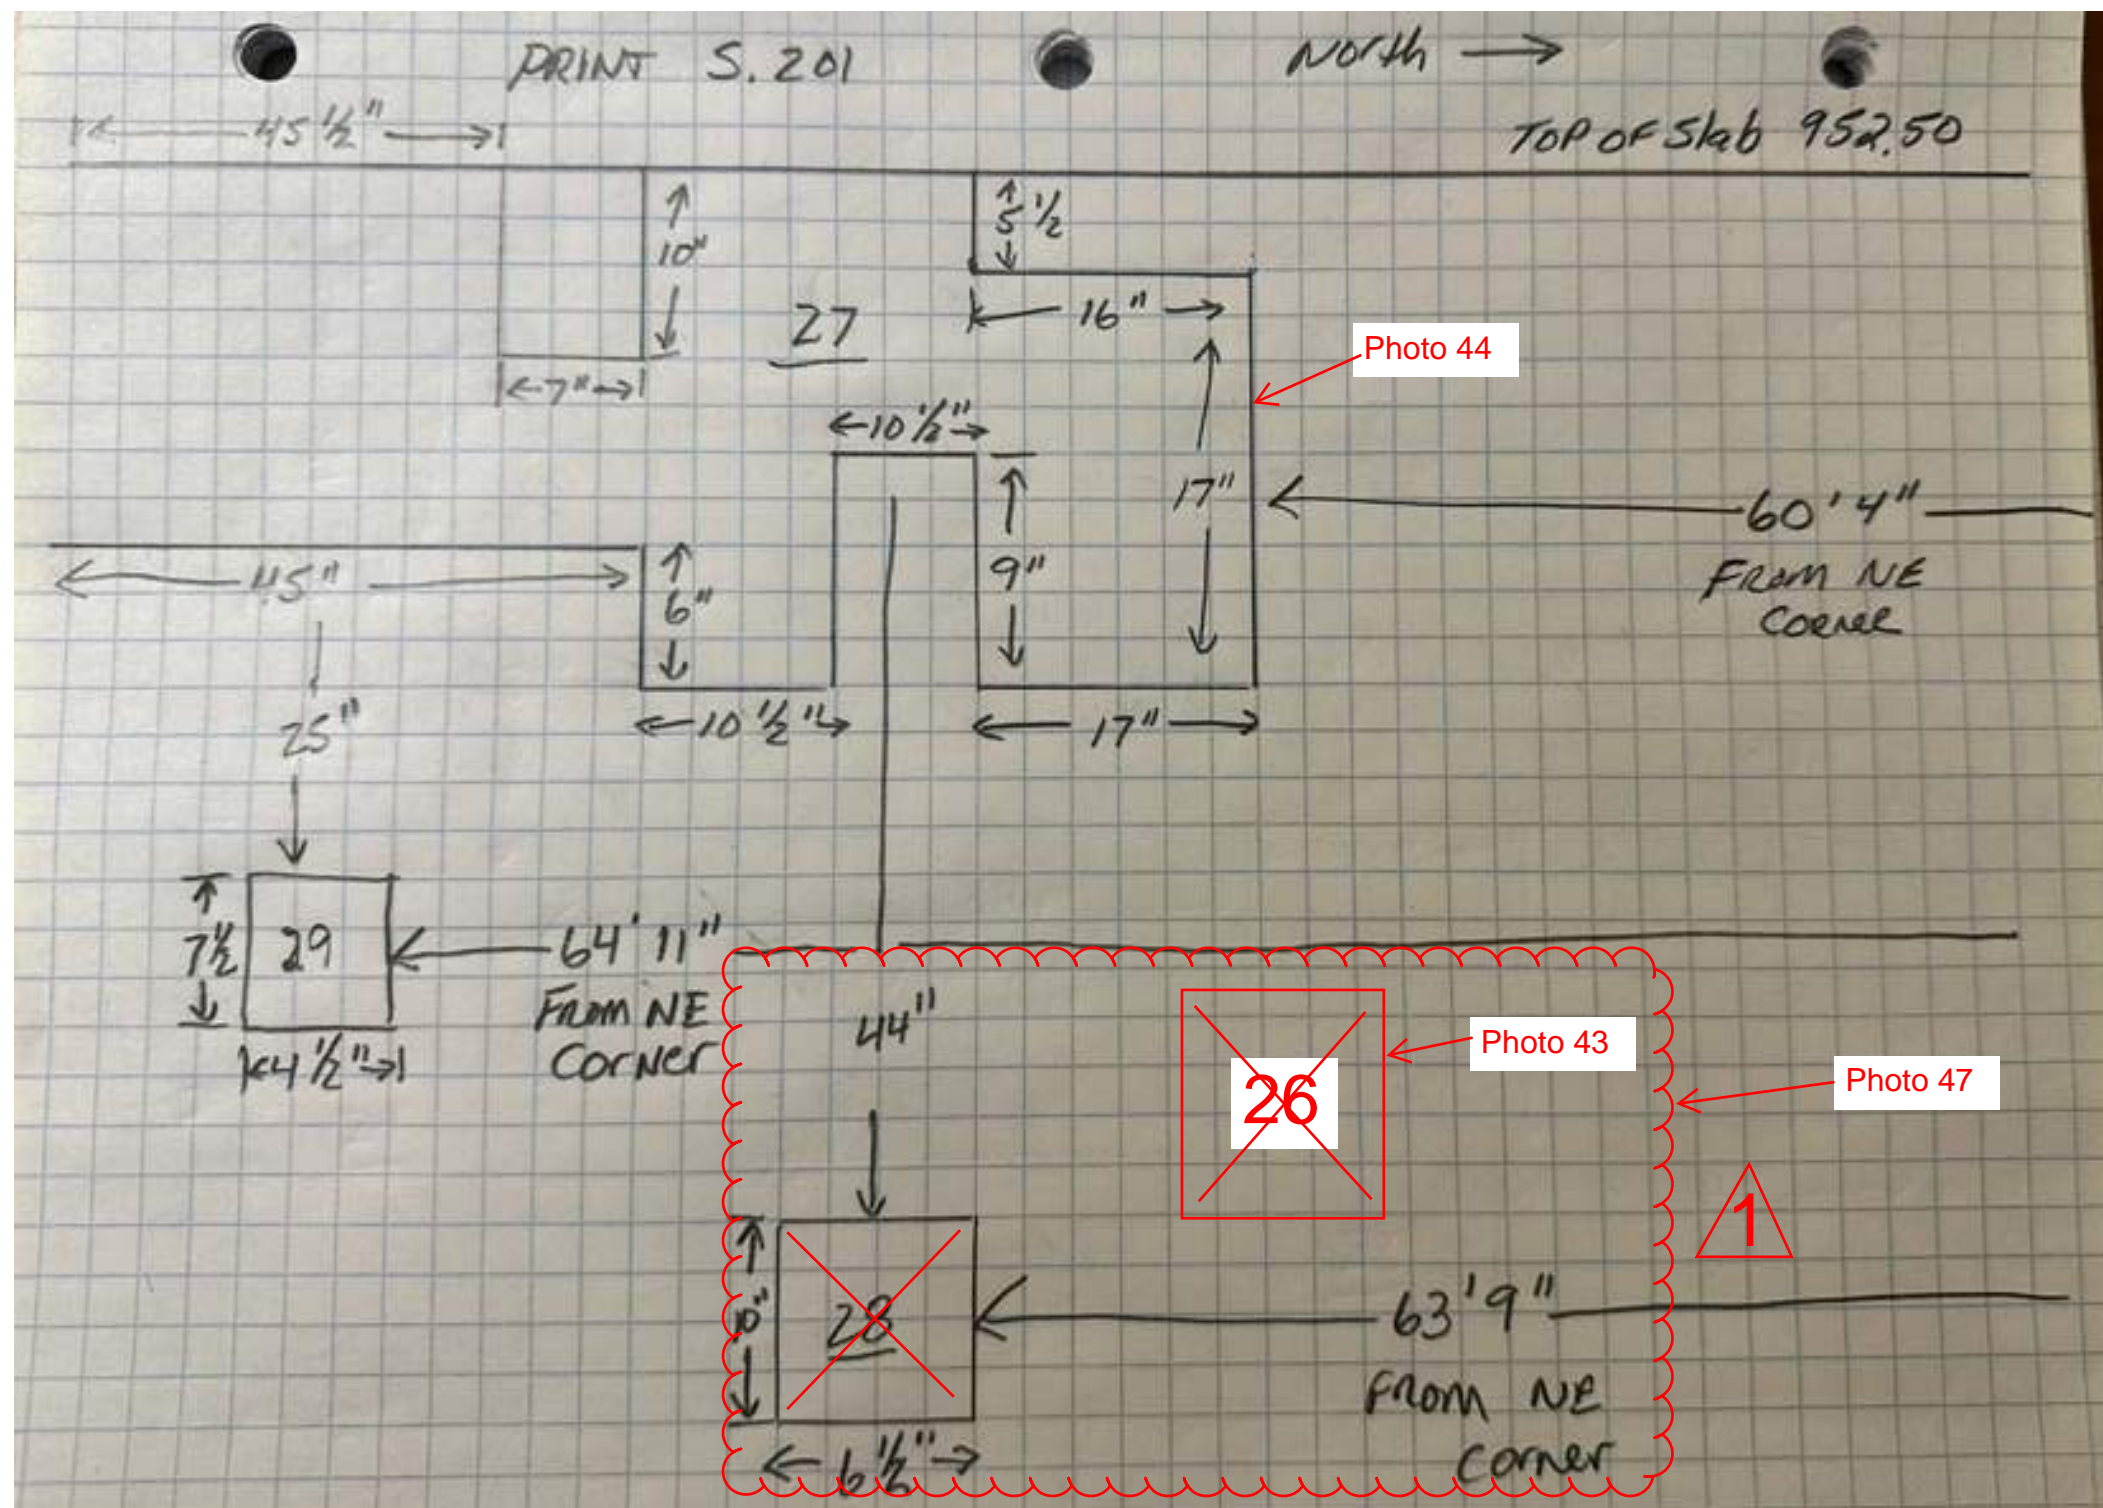 PRINT S.201
North
45 1/2"
TOP OF Slab 952.50
10"
5 1/2
27
16"
Photo 44
7"
10 1/2"
17"
60'4"
From NE
Corner
9"
45"
6"
25"
10 1/2"
17"
7 1/2
29
64' 11"
From NE
Corner
4 1/2"
44"
26
Photo 43
Photo 47
1
10"
28
63'9"
From NE
Corner
6 1/2"